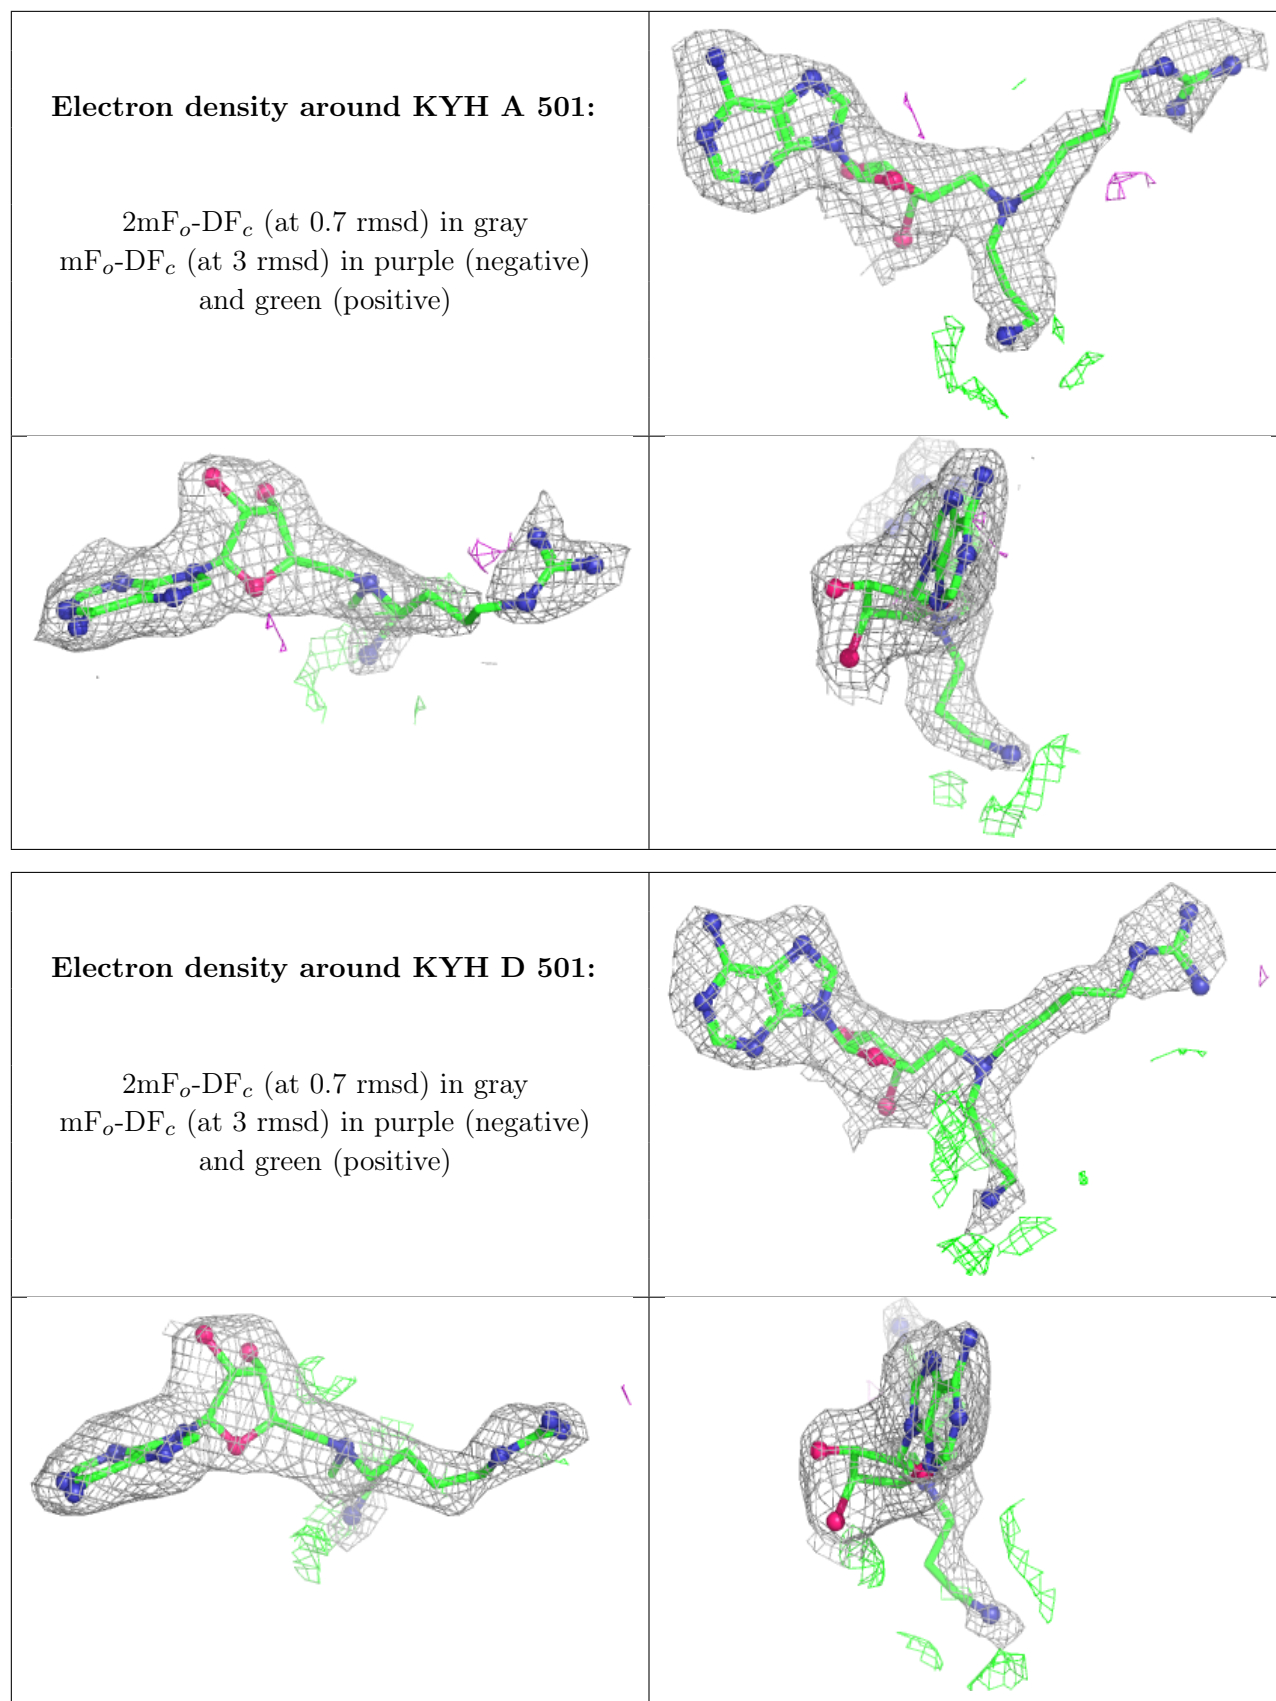 Electron density around KYH A 501:
2mFo-DFc (at 0.7 rmsd) in gray
mFo-DFc (at 3 rmsd) in purple (negative)
and green (positive)
Electron density around KYH D 501:
2mFo-DFc (at 0.7 rmsd) in gray
mFo-DFc (at 3 rmsd) in purple (negative)
and green (positive)